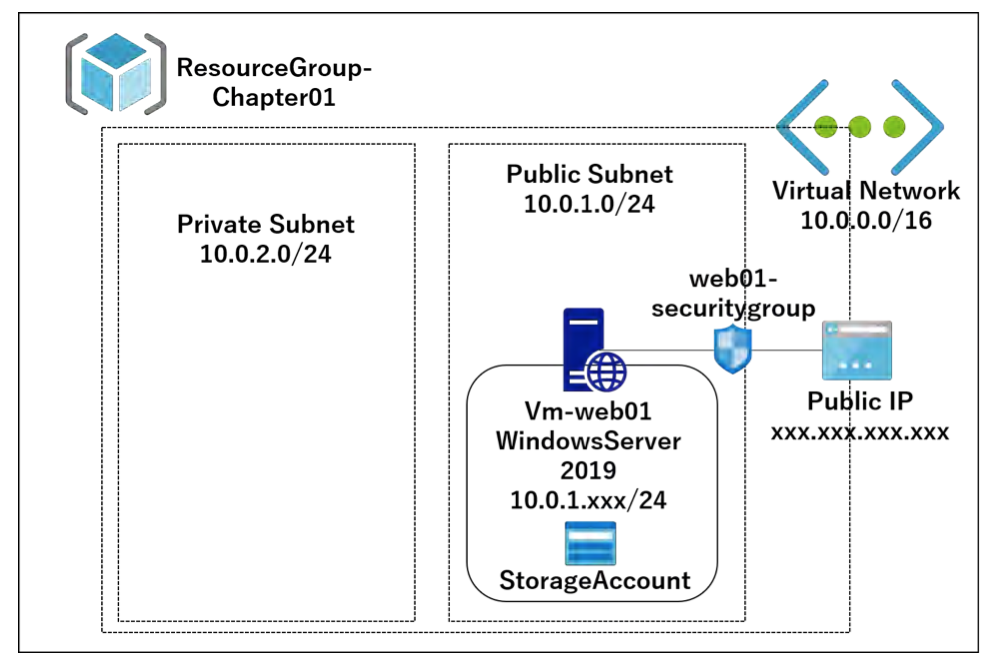 ResourceGroup-
Chapter01
Virtual Network
10.0.0.0/16
Private Subnet
10.0.2.0/24
Public Subnet
10.0.1.0/24
web01-
securitygroup
Public IP
xxx.xxx.xxx.xxx
Vm-web01
WindowsServer
2019
10.0.1.xxx/24
StorageAccount